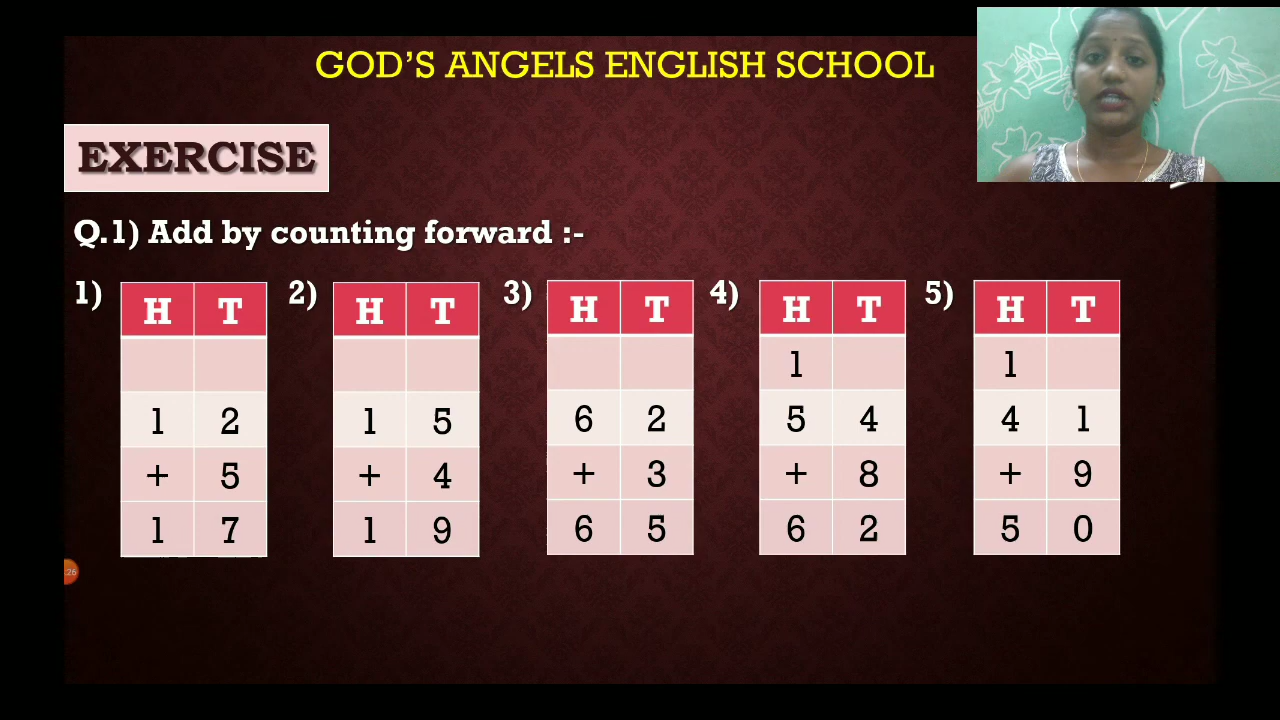 GOD'S ANGELS ENGLISH SCHOOL
EXERCISE
Q.1) Add by counting forward :-
1) 2) 3) 4) 5)
H T H T H T H T H T
1 1
1 2 1 5 6 2 5 4 4 1
+ 5 + 4 + 3 + 8 + 9
1 7 1 9 6 5 6 2 5 0
:26